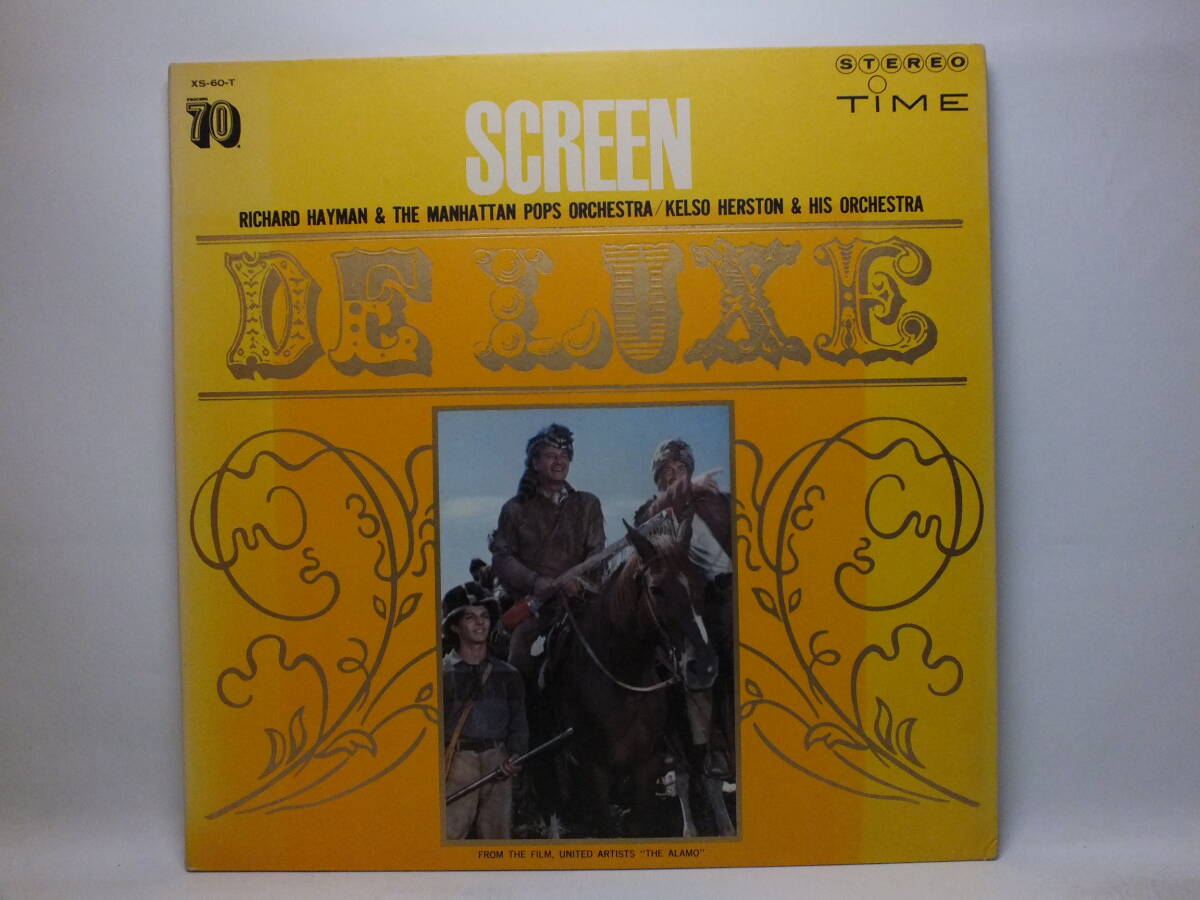 XS-60-T
70
STEREO
TIME
SCREEN
RICHARD HAYMAN & THE MANHATTAN POPS ORCHESTRA/KELSO HERSTON & HIS ORCHESTRA
DE LUXE
FROM THE FILM, UNITED ARTISTS "THE ALAMO"